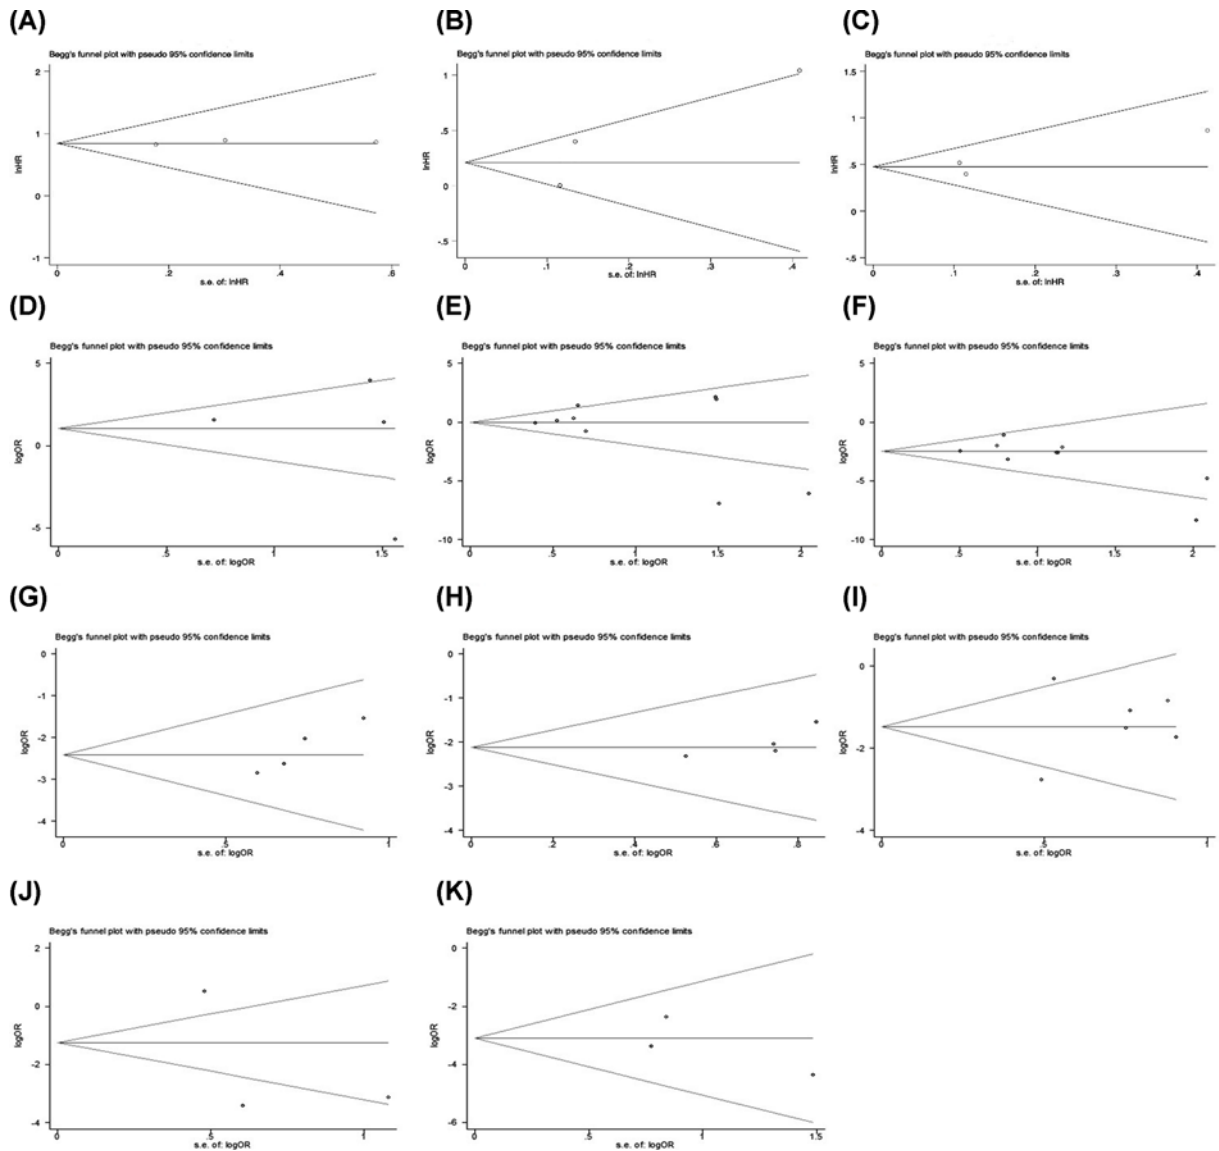 (A)
Begg's funnel plot with pseudo 95% confidence limits
2
1
0
-1
lnHR
0 .2 .4 .6
s.e. of: lnHR
(B)
Begg's funnel plot with pseudo 95% confidence limits
1
.5
0
-.5
lnHR
0 .1 .2 .3 .4
s.e. of: lnHR
(C)
Begg's funnel plot with pseudo 95% confidence limits
1.5
1
.5
0
-.5
lnHR
0 .1 .2 .3 .4
s.e. of: lnHR
(D)
Begg's funnel plot with pseudo 95% confidence limits
5
0
-5
logOR
0 .5 1 1.5
s.e. of: logOR
(E)
Begg's funnel plot with pseudo 95% confidence limits
5
0
-5
-10
logOR
0 .5 1 1.5 2
s.e. of: logOR
(F)
Begg's funnel plot with pseudo 95% confidence limits
5
0
-5
-10
logOR
0 .5 1 1.5 2
s.e. of: logOR
(G)
Begg's funnel plot with pseudo 95% confidence limits
0
-1
-2
-3
-4
logOR
0 .5 1
s.e. of: logOR
(H)
Begg's funnel plot with pseudo 95% confidence limits
0
-1
-2
-3
-4
logOR
0 .2 .4 .6 .8
s.e. of: logOR
(I)
Begg's funnel plot with pseudo 95% confidence limits
0
-2
-4
logOR
0 .5 1
s.e. of: logOR
(J)
Begg's funnel plot with pseudo 95% confidence limits
2
0
-2
-4
logOR
0 .5 1
s.e. of: logOR
(K)
Begg's funnel plot with pseudo 95% confidence limits
0
-2
-4
-6
logOR
0 .5 1 1.5
s.e. of: logOR